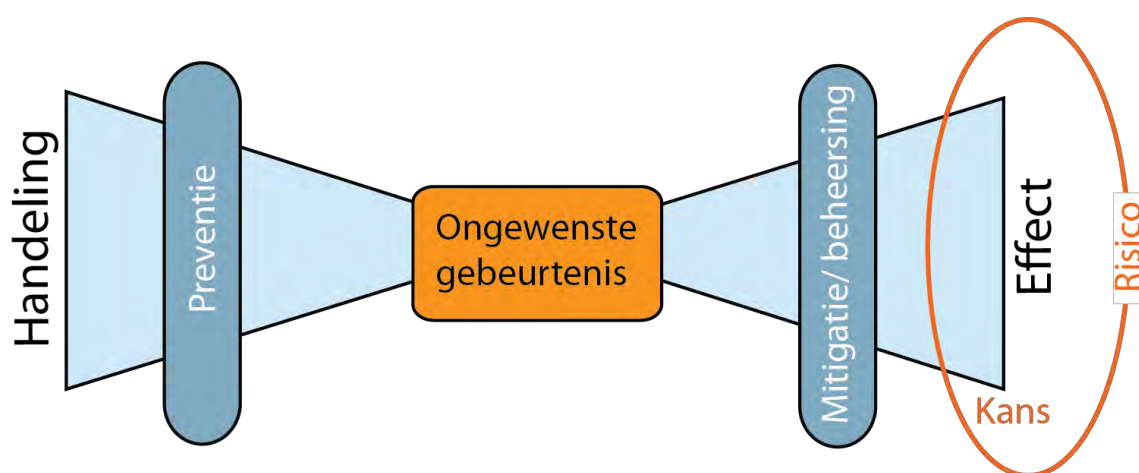 Handeling
Preventie
Ongewenste
gebeurtenis
Mitigatie/ beheersing
Effect
Kans
Risico